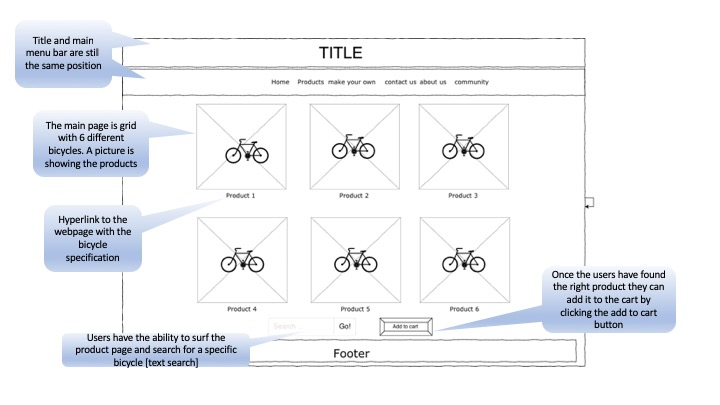 Title and main
menu bar are still
the same position
TITLE
Home Products make your own contact us about us community
The main page is grid
with 6 different
bicycles. A picture is
showing the products
Product 1
Product 2
Product 3
Hyperlink to the
webpage with the
bicycle
specification
Product 4
Product 5
Product 6
Once the users have found
the right product they can
add it to the cart by
clicking the add to cart
button
Search...
Go!
Add to cart
Users have the ability to surf the
product page and search for a specific
bicycle [text search]
Footer